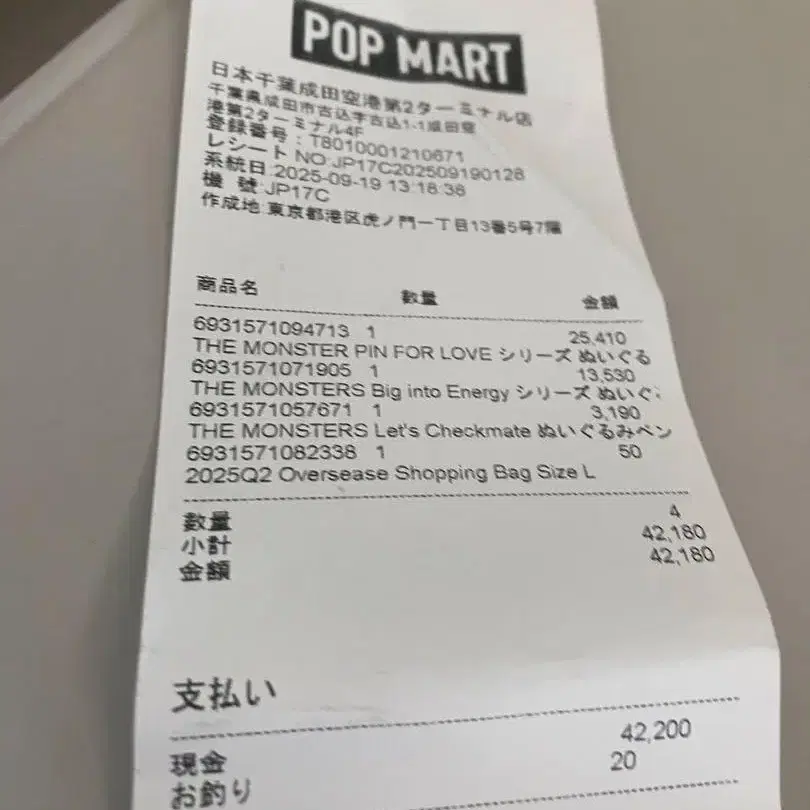 POP MART
日本千葉成田空港第2ターミナル店
千葉県成田市古込字古込1-1成田空
港第2ターミナル4F
登録番号：T8010001210671
レシート NO:JP17C202509190128
系統日:2025-09-19 13:18:38
機 號:JP17C
作成地:東京都港区虎ノ門一丁目13番5号7階
商品名 数量 金額
6931571094713 1 25,410
THE MONSTER PIN FOR LOVE シリーズ ぬいぐる
6931571071905 1 13,530
THE MONSTERS Big into Energy シリーズ ぬいぐ
6931571057671 1 3,190
THE MONSTERS Let's Checkmate ぬいぐるみペン
6931571082338 1 50
2025Q2 Oversease Shopping Bag Size L
数量 4
小計 42,180
金額 42,180
支払い
現金 42,200
お釣り 20